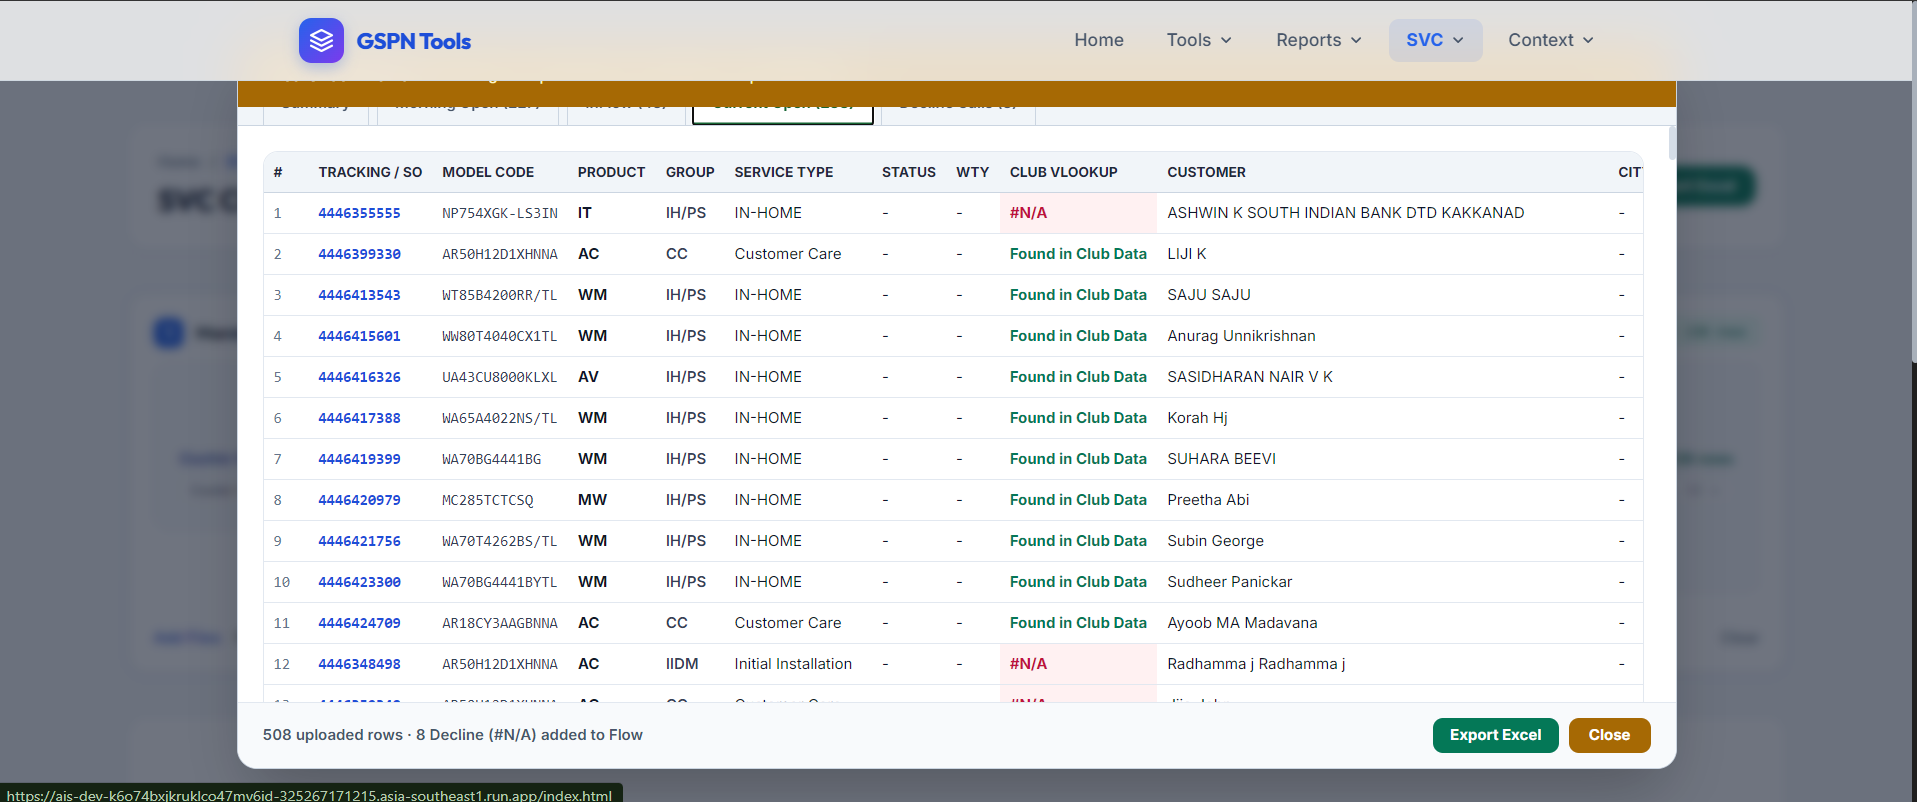 GSPN Tools
Home Tools Reports SVC Context
# TRACKING / SO MODEL CODE PRODUCT GROUP SERVICE TYPE STATUS WTY CLUB VLOOKUP CUSTOMER
1 4446355555 NP754XGK-LS3IN IT IH/PS IN-HOME - - #N/A ASHWIN K SOUTH INDIAN BANK DTD KAKKANAD -
2 4446399330 AR50H12D1XHNNA AC CC Customer Care - - Found in Club Data LIJI K -
3 4446413543 WT85B4200RR/TL WM IH/PS IN-HOME - - Found in Club Data SAJU SAJU -
4 4446415601 WW80T4040CX1TL WM IH/PS IN-HOME - - Found in Club Data Anurag Unnikrishnan -
5 4446416326 UA43CU8000KLXL AV IH/PS IN-HOME - - Found in Club Data SASIDHARAN NAIR V K -
6 4446417388 WA65A4022NS/TL WM IH/PS IN-HOME - - Found in Club Data Korah Hj -
7 4446419399 WA70BG4441BG WM IH/PS IN-HOME - - Found in Club Data SUHARA BEEVI -
8 4446420979 MC285TCTCSQ MW IH/PS IN-HOME - - Found in Club Data Preetha Abi -
9 4446421756 WA70T4262BS/TL WM IH/PS IN-HOME - - Found in Club Data Subin George -
10 4446423300 WA70BG4441BYTL WM IH/PS IN-HOME - - Found in Club Data Sudheer Panickar -
11 4446424709 AR18CY3AAGBNNA AC CC Customer Care - - Found in Club Data Ayoob MA Madavana -
12 4446348498 AR50H12D1XHNNA AC IIDM Initial Installation - - #N/A Radhamma j Radhamma j -
508 uploaded rows · 8 Decline (#N/A) added to Flow
Export Excel Close
https://ais-dev-k6o74bxjkruklco47mv6id-325267171215.asia-southeast1.run.app/index.html